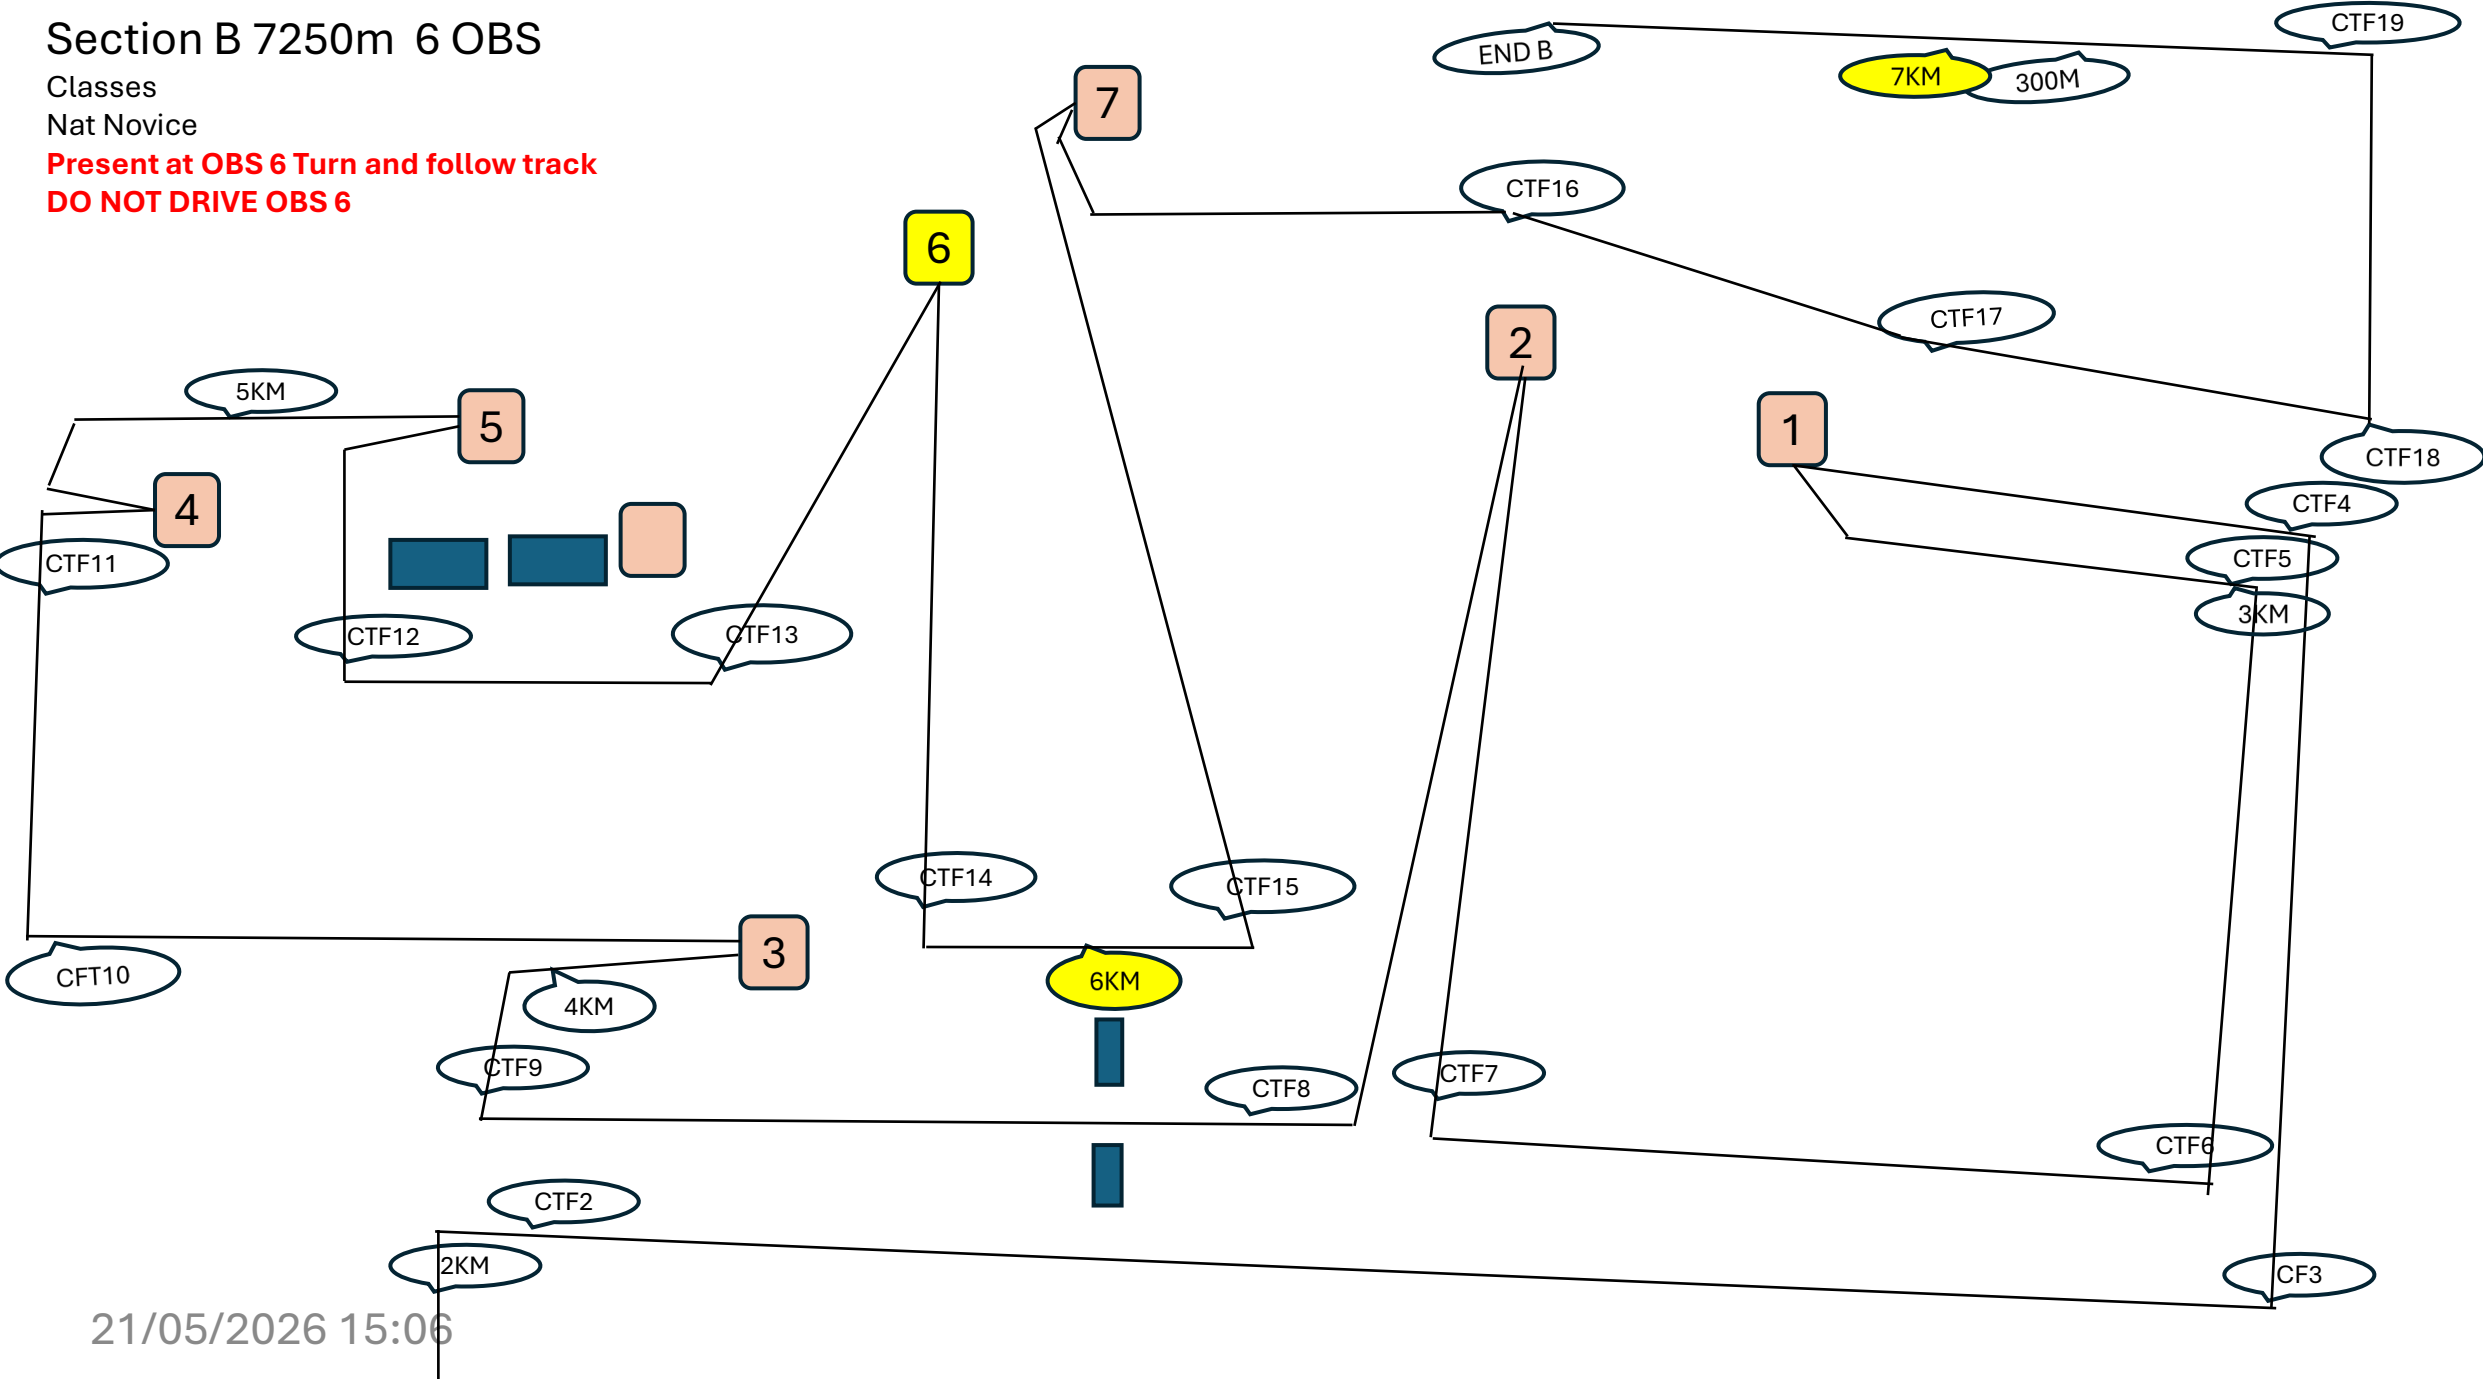 Section B 7250m  6 OBS
Classes
Nat Novice
Present at OBS 6 Turn and follow track
DO NOT DRIVE OBS 6
CTF19
END B
7KM
300M
7
CTF16
6
CTF17
2
5KM
5
1
CTF18
4
CTF4
CTF11
CTF5
3KM
CTF12
CTF13
CTF14
CTF15
3
CFT10
6KM
4KM
CTF9
CTF8
CTF7
CTF6
CTF2
2KM
CF3
21/05/2026 15:06